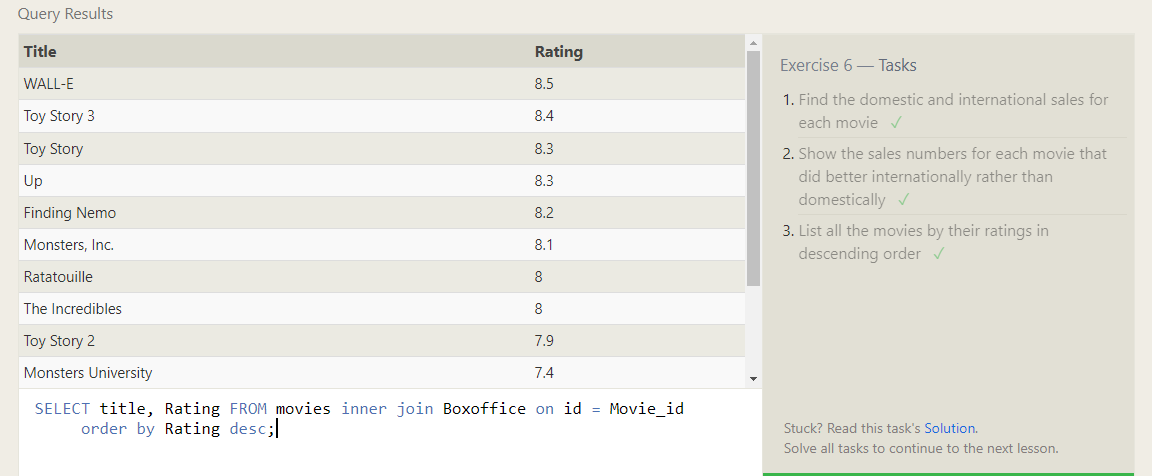 Query Results
Title Rating
WALL-E 8.5
Toy Story 3 8.4
Toy Story 8.3
Up 8.3
Finding Nemo 8.2
Monsters, Inc. 8.1
Ratatouille 8
The Incredibles 8
Toy Story 2 7.9
Monsters University 7.4
SELECT title, Rating FROM movies inner join Boxoffice on id = Movie_id
order by Rating desc;
Exercise 6 — Tasks
1. Find the domestic and international sales for
each movie ✓
2. Show the sales numbers for each movie that
did better internationally rather than
domestically ✓
3. List all the movies by their ratings in
descending order ✓
Stuck? Read this task's Solution.
Solve all tasks to continue to the next lesson.